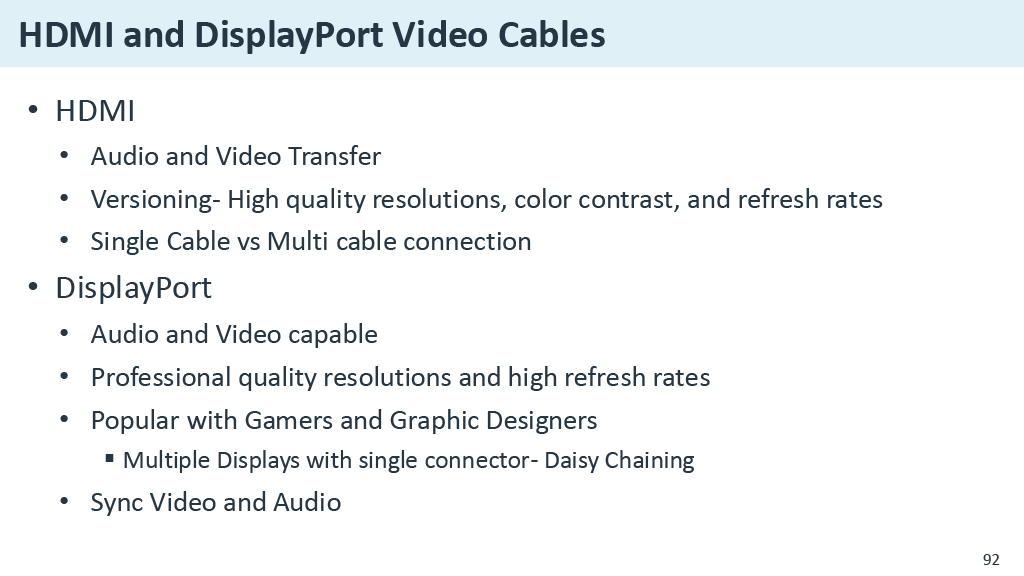 HDMI and DisplayPort Video Cables
• HDMI
• Audio and Video Transfer
• Versioning- High quality resolutions, color contrast, and refresh rates
• Single Cable vs Multi cable connection
• DisplayPort
• Audio and Video capable
• Professional quality resolutions and high refresh rates
• Popular with Gamers and Graphic Designers
▪ Multiple Displays with single connector- Daisy Chaining
• Sync Video and Audio
92